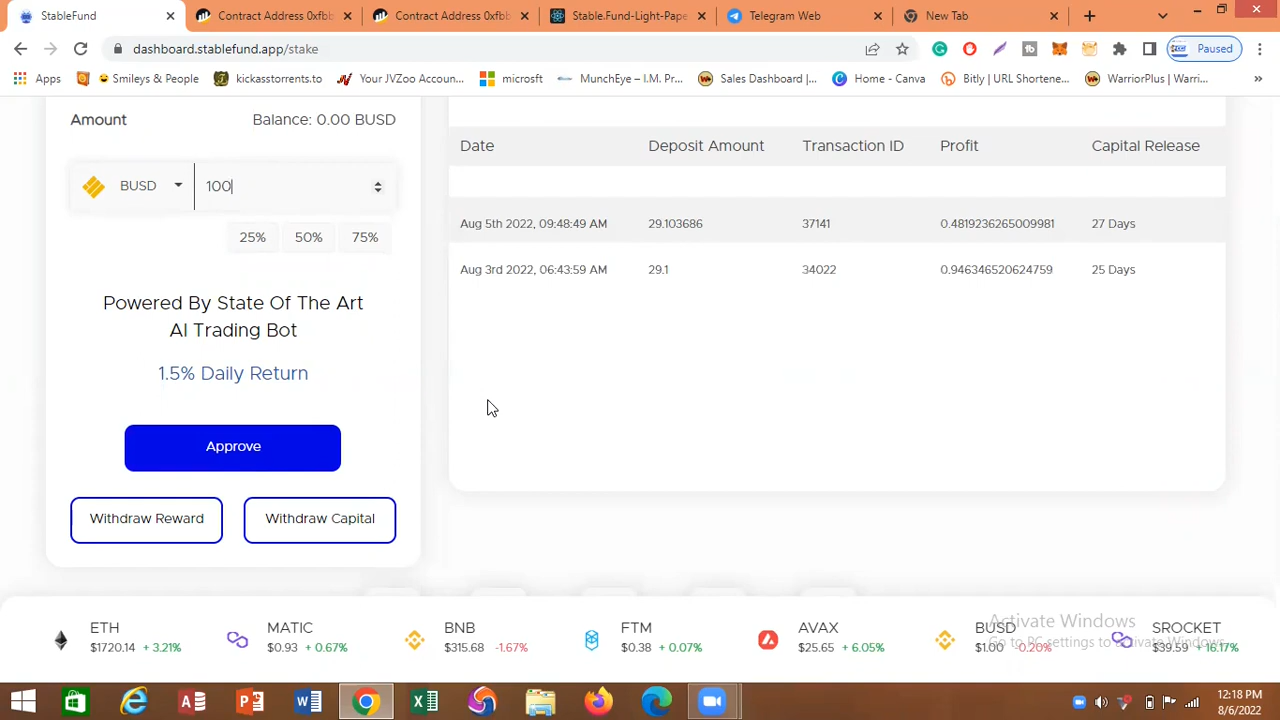 StableFund
Contract Address 0xfbb
Contract Address 0xfbb
Stable.Fund-Light-Pape
Telegram Web
New Tab
dashboard.stablefund.app/stake
Paused
Apps
Smileys & People
kickasstorrents.to
Your JVZoo Accoun...
microsft
MunchEye – I.M. Pr...
Sales Dashboard |...
Home - Canva
Bitly | URL Shortene...
WarriorPlus | Warri...
»
Amount
Balance: 0.00 BUSD
BUSD
100
25%
50%
75%
Powered By State Of The Art
AI Trading Bot
1.5% Daily Return
Approve
Withdraw Reward
Withdraw Capital
Date
Deposit Amount
Transaction ID
Profit
Capital Release
Aug 5th 2022, 09:48:49 AM
29.103686
37141
0.4819236265009981
27 Days
Aug 3rd 2022, 06:43:59 AM
29.1
34022
0.946346520624759
25 Days
ETH
$1720.14 + 3.21%
MATIC
$0.93 + 0.67%
BNB
$315.68 -1.67%
FTM
$0.38 + 0.07%
AVAX
$25.65 + 6.05%
BUSD
$1.00 -0.20%
SROCKET
$39.59 + 16.17%
Activate Windows
Go to PC settings to activate Windows.
12:18 PM
8/6/2022